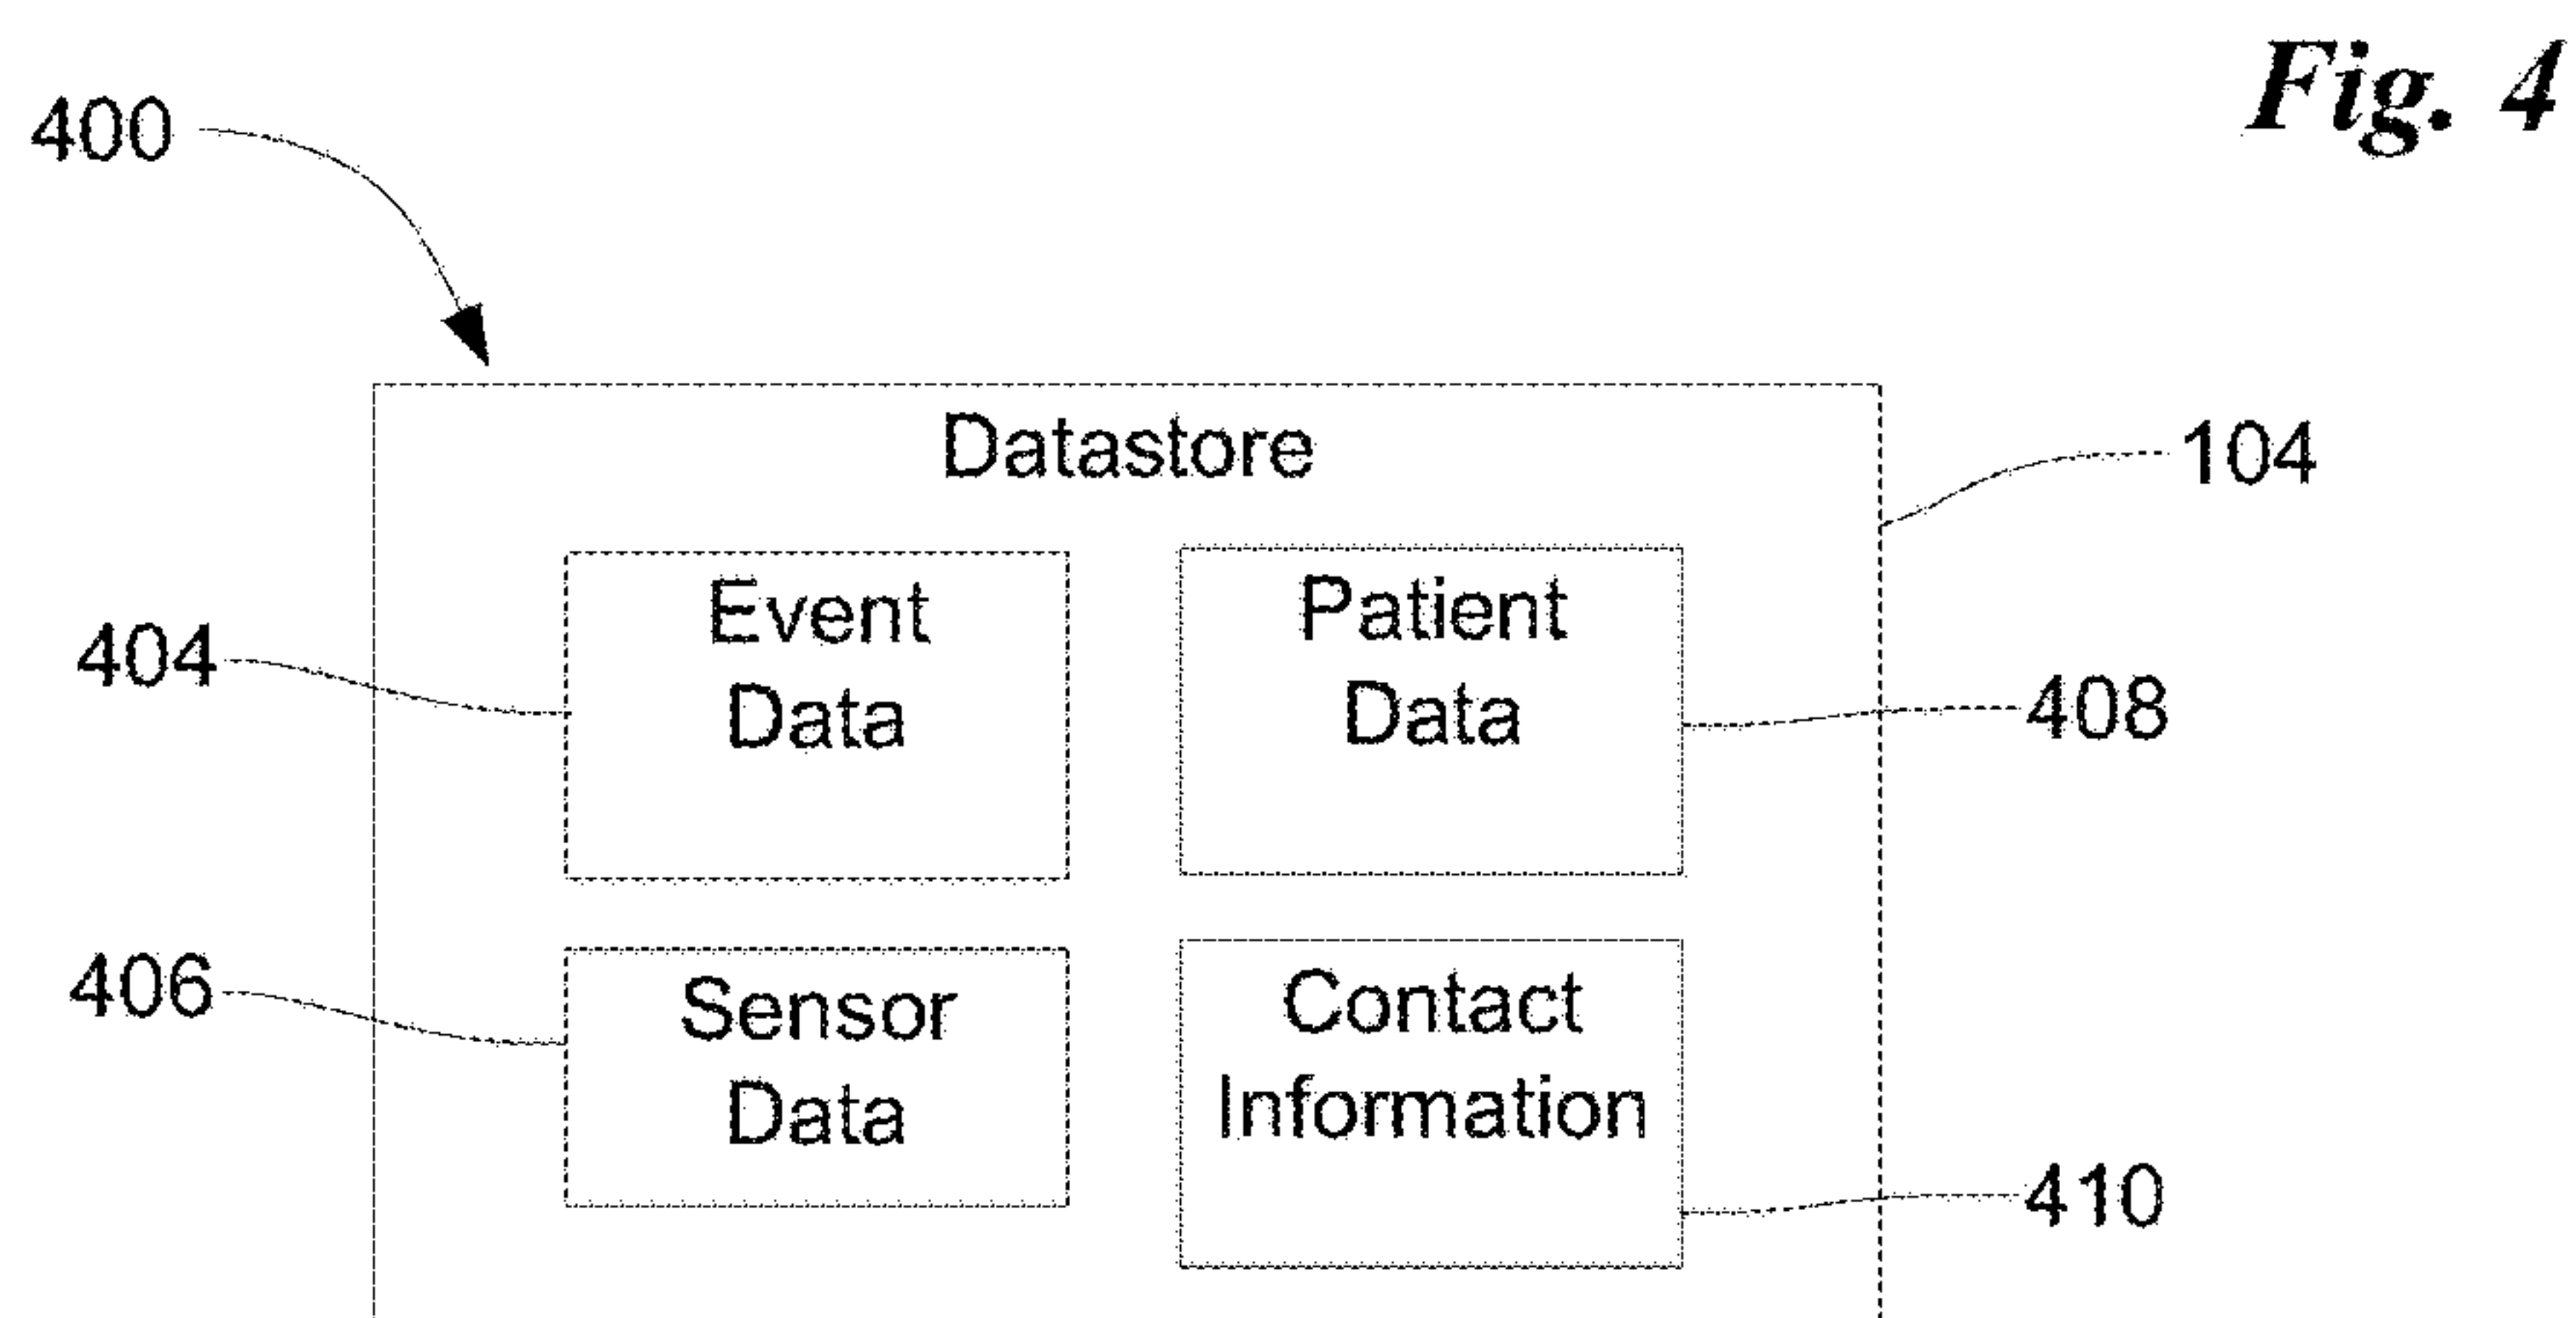 Fig. 4
400
Datastore
104
Event
Data
404
Patient
Data
408
Sensor
Data
406
Contact
Information
410